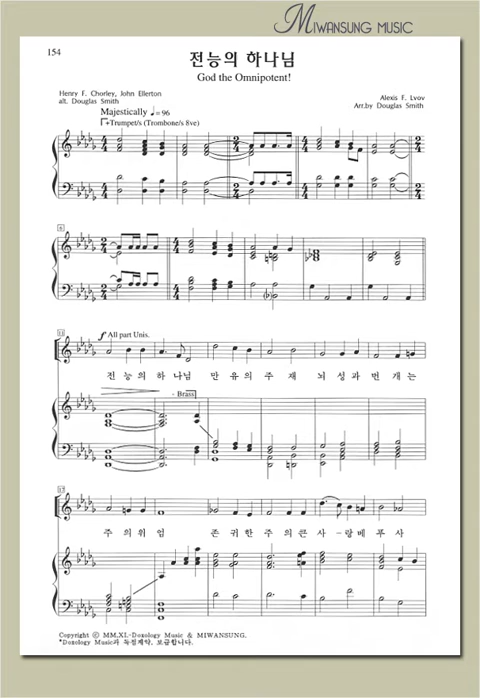 MIWANSUNG MUSIC
154
전능의 하나님
God the Omnipotent!
Henry F. Chorley, John Ellerton
alt. Douglas Smith
Alexis F. Lvov
Arr.by Douglas Smith
Majestically ♩= 96
+Trumpet/s (Trombone/s 8ve)
6
11
f All part Unis.
전 능 의 하 나 님 만 유 의 주 재 뇌 성 과 번 개 는
- Brass
17
주 의 위 엄 존 귀 한 주 의 큰 사 - 랑 베 푸 사
Copyright © MM.XI.-Doxology Music & MIWANSUNG.
*Doxology Music과 독점계약, 보급합니다.